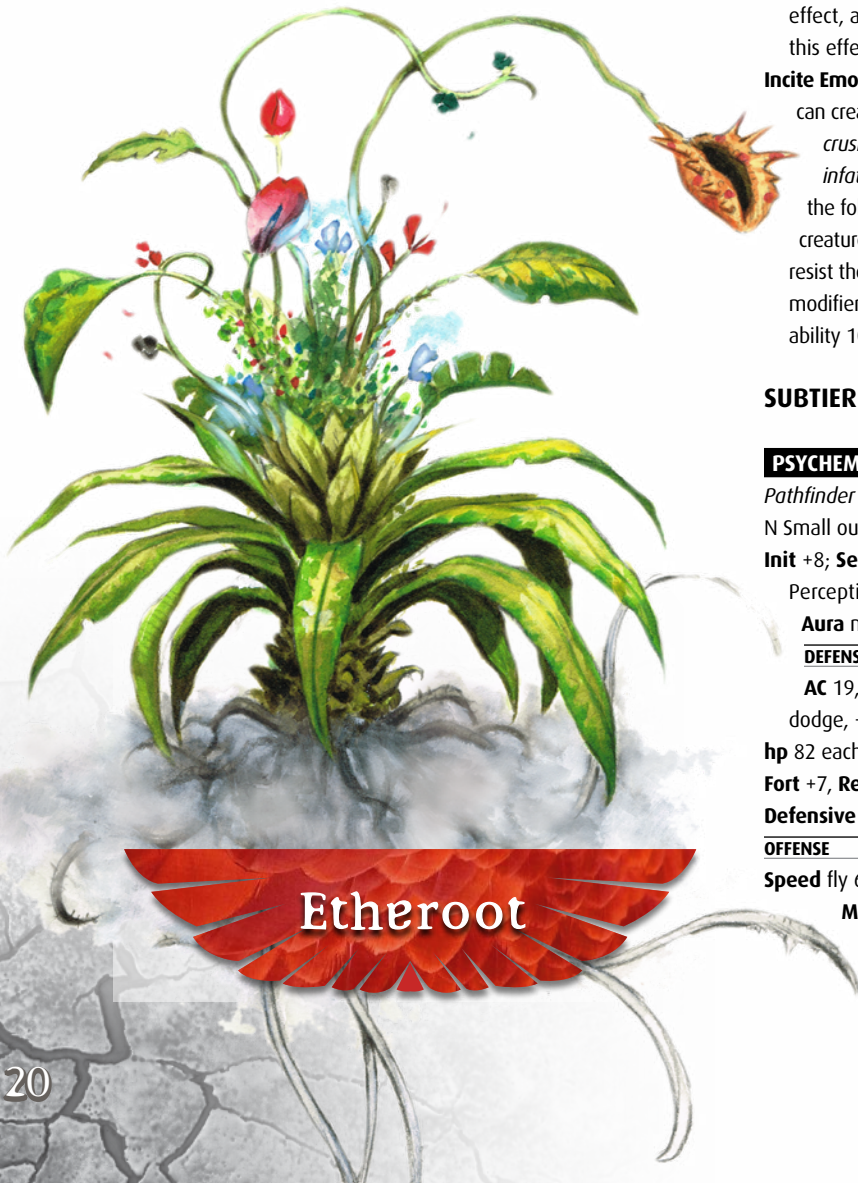 effect, a
this effe
Incite Emo
can crea
crus
infat
the fo
creature
resist the
modifier
ability 1
SUBTIER
PSYCHEM
Pathfinder
N Small ou
Init +8; Se
Percepti
Aura
DEFENS
AC 19,
dodge,
hp 82 each
Fort +7, Re
Defensive
OFFENSE
Speed fly
M
Etheroot
20